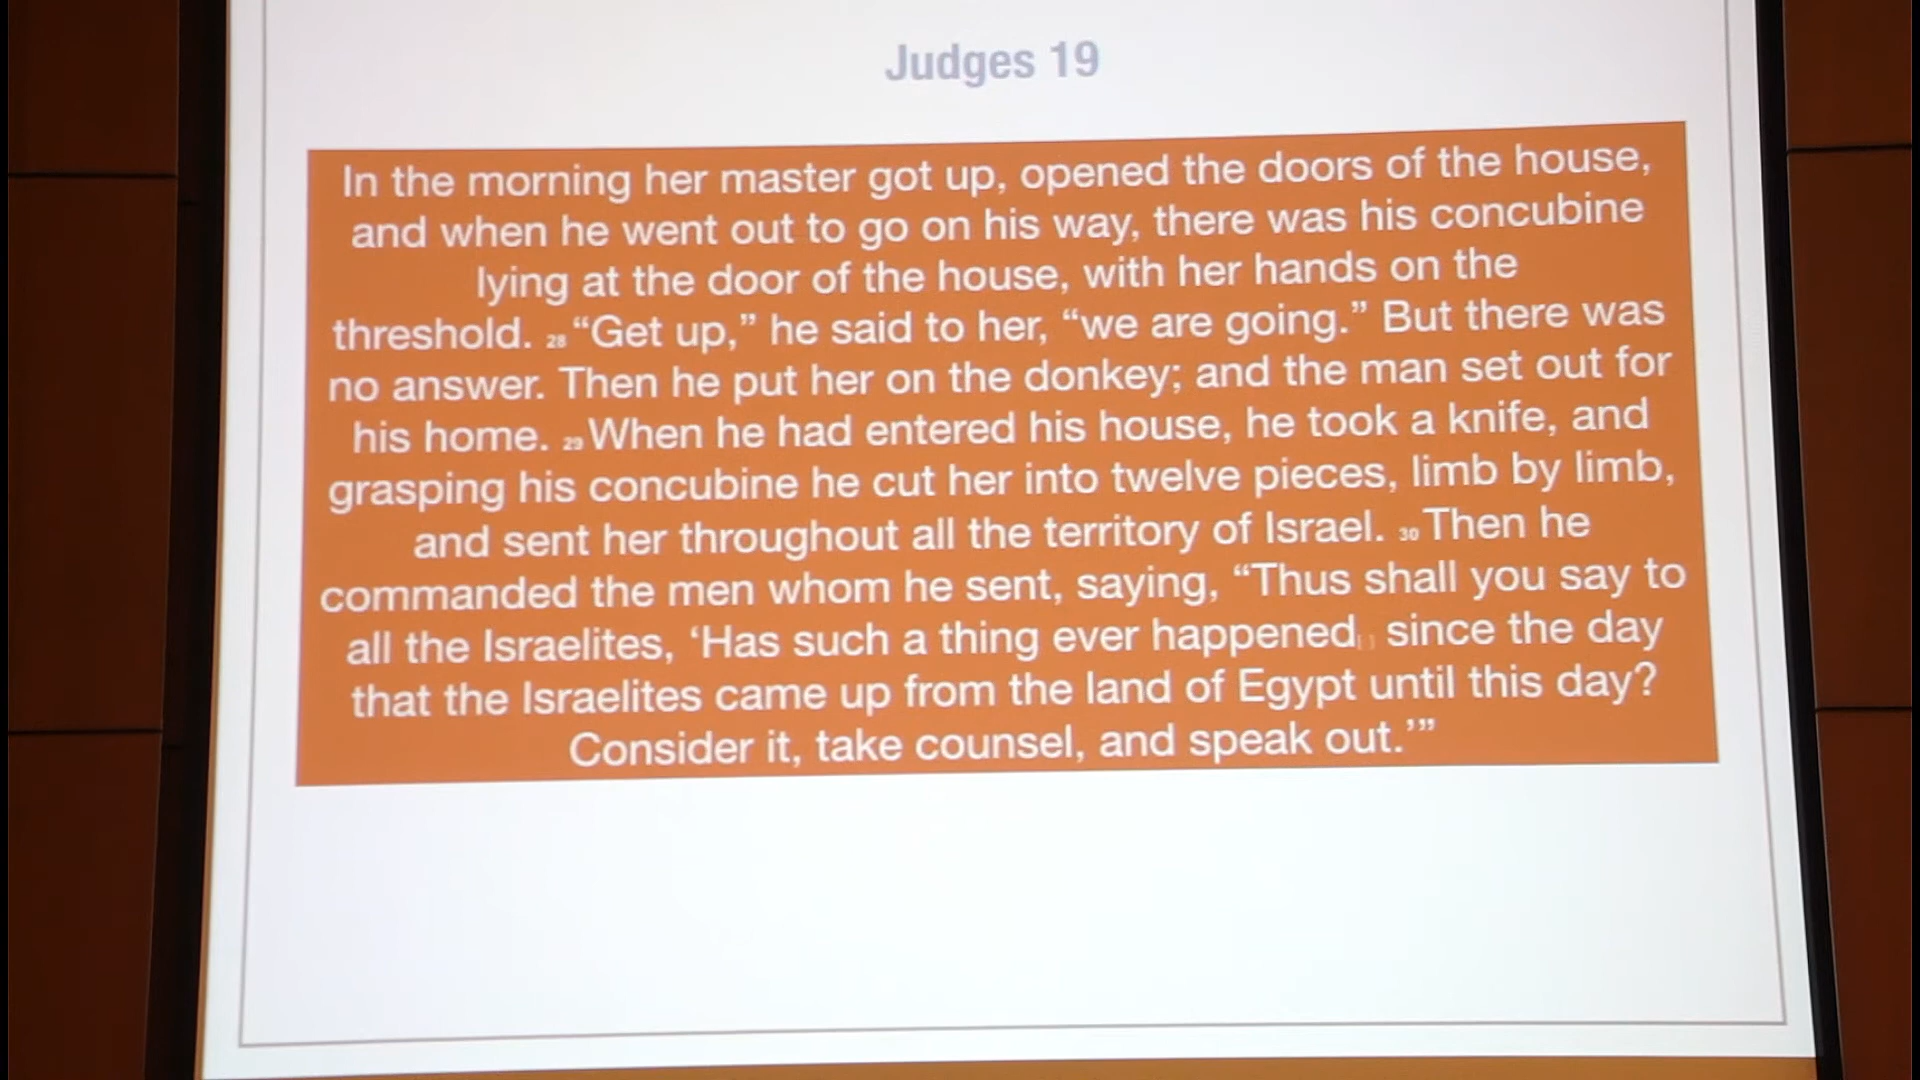 Judges 19
In the morning her master got up, opened the doors of the house,
and when he went out to go on his way, there was his concubine
lying at the door of the house, with her hands on the
threshold. 28 “Get up,” he said to her, “we are going.” But there was
no answer. Then he put her on the donkey; and the man set out for
his home. 29 When he had entered his house, he took a knife, and
grasping his concubine he cut her into twelve pieces, limb by limb,
and sent her throughout all the territory of Israel. 30 Then he
commanded the men whom he sent, saying, “Thus shall you say to
all the Israelites, ‘Has such a thing ever happened since the day
that the Israelites came up from the land of Egypt until this day?
Consider it, take counsel, and speak out.’”